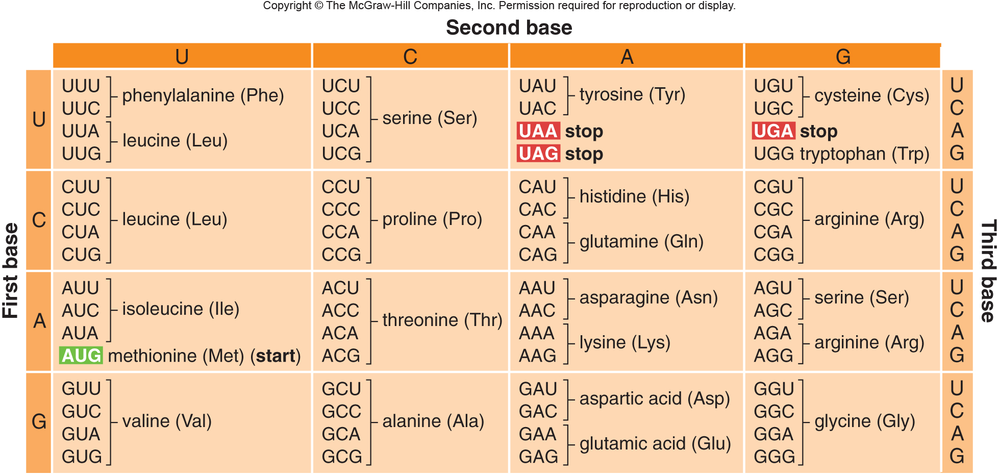 Copyright © The McGraw-Hill Companies, Inc. Permission required for reproduction or display.
Second base
U C A G
First base
Third base
U
UUU
UUC
phenylalanine (Phe)
UUA
UUG
leucine (Leu)
UCU
UCC
UCA
UCG
serine (Ser)
UAU
UAC
tyrosine (Tyr)
UAA stop
UAG stop
UGU
UGC
cysteine (Cys)
UGA stop
UGG tryptophan (Trp)
U
C
A
G
C
CUU
CUC
CUA
CUG
leucine (Leu)
CCU
CCC
CCA
CCG
proline (Pro)
CAU
CAC
histidine (His)
CAA
CAG
glutamine (Gln)
CGU
CGC
CGA
CGG
arginine (Arg)
U
C
A
G
A
AUU
AUC
AUA
isoleucine (Ile)
AUG methionine (Met) (start)
ACU
ACC
ACA
ACG
threonine (Thr)
AAU
AAC
asparagine (Asn)
AAA
AAG
lysine (Lys)
AGU
AGC
serine (Ser)
AGA
AGG
arginine (Arg)
U
C
A
G
G
GUU
GUC
GUA
GUG
valine (Val)
GCU
GCC
GCA
GCG
alanine (Ala)
GAU
GAC
aspartic acid (Asp)
GAA
GAG
glutamic acid (Glu)
GGU
GGC
GGA
GGG
glycine (Gly)
U
C
A
G